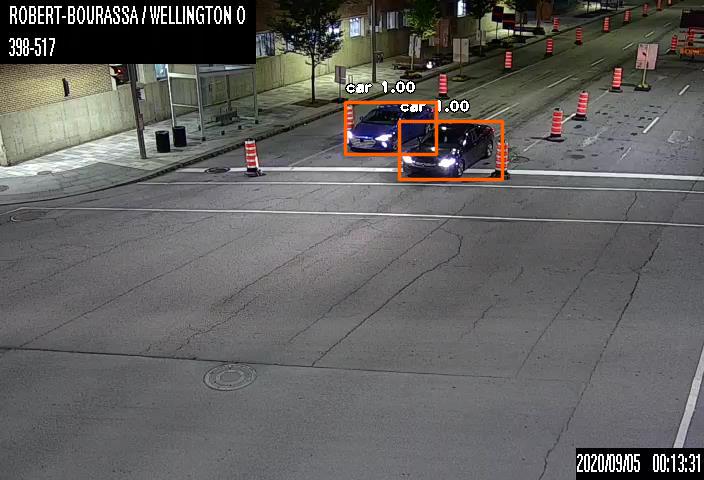 ROBERT-BOURASSA / WELLINGTON O
398-517
car 1.00
car 1.00
2020/09/05 00:13:31